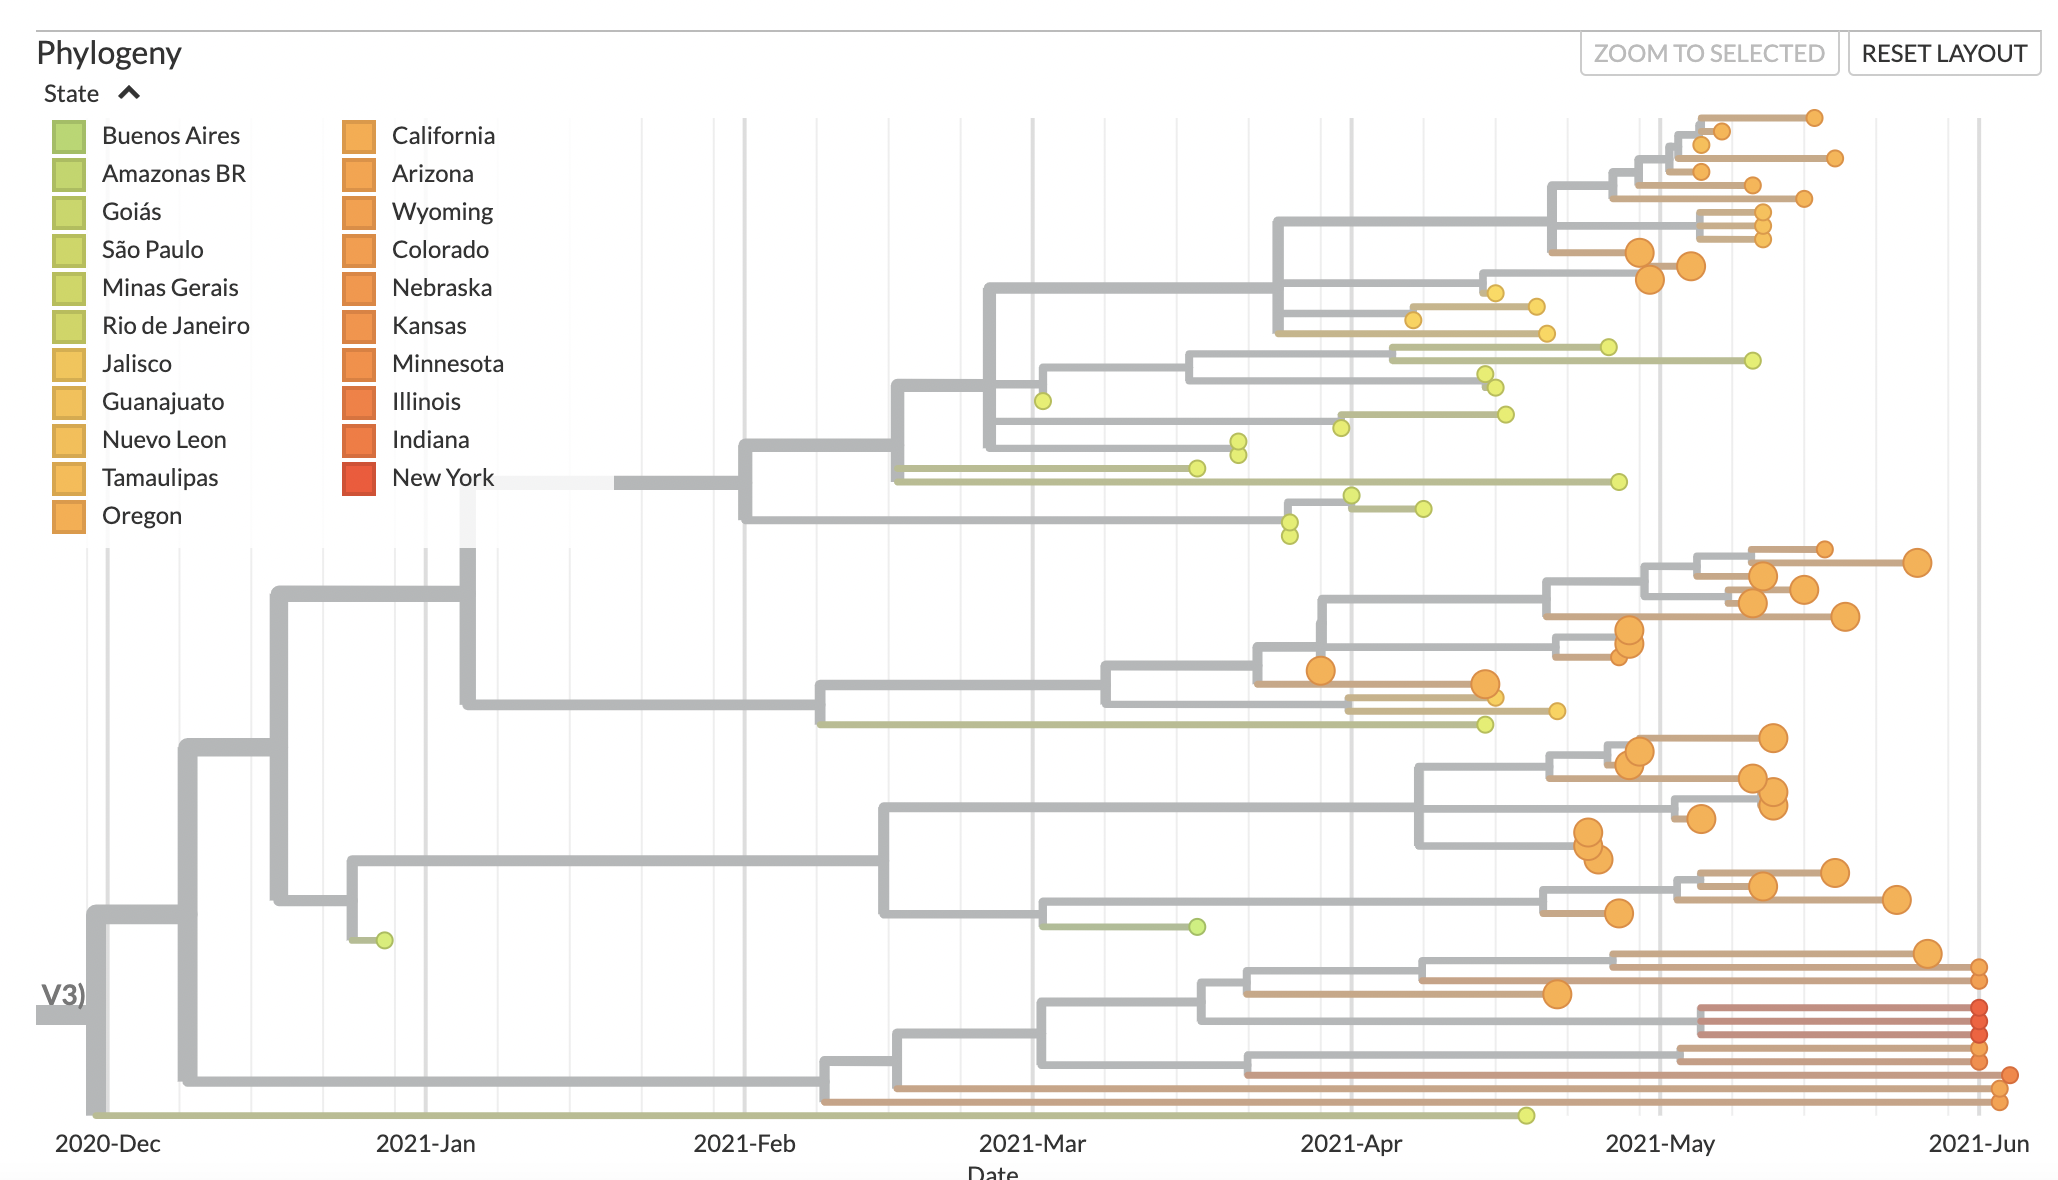 Phylogeny
ZOOM TO SELECTED
RESET LAYOUT
State
Buenos Aires
Amazonas BR
Goiás
São Paulo
Minas Gerais
Rio de Janeiro
Jalisco
Guanajuato
Nuevo Leon
Tamaulipas
Oregon
California
Arizona
Wyoming
Colorado
Nebraska
Kansas
Minnesota
Illinois
Indiana
New York
V3)
2020-Dec
2021-Jan
2021-Feb
2021-Mar
2021-Apr
2021-May
2021-Jun
Date